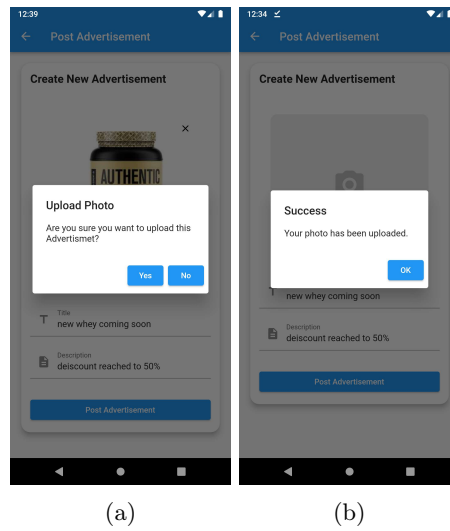 12:39
Post Advertisement
Create New Advertisement
AUTHENTIC
Upload Photo
Are you sure you want to upload this
Advertismet?
Yes No
Title
new whey coming soon
Description
deiscount reached to 50%
Post Advertisement
(a)
12:34
Post Advertisement
Create New Advertisement
Success
Your photo has been uploaded.
OK
new whey coming soon
Description
deiscount reached to 50%
Post Advertisement
(b)